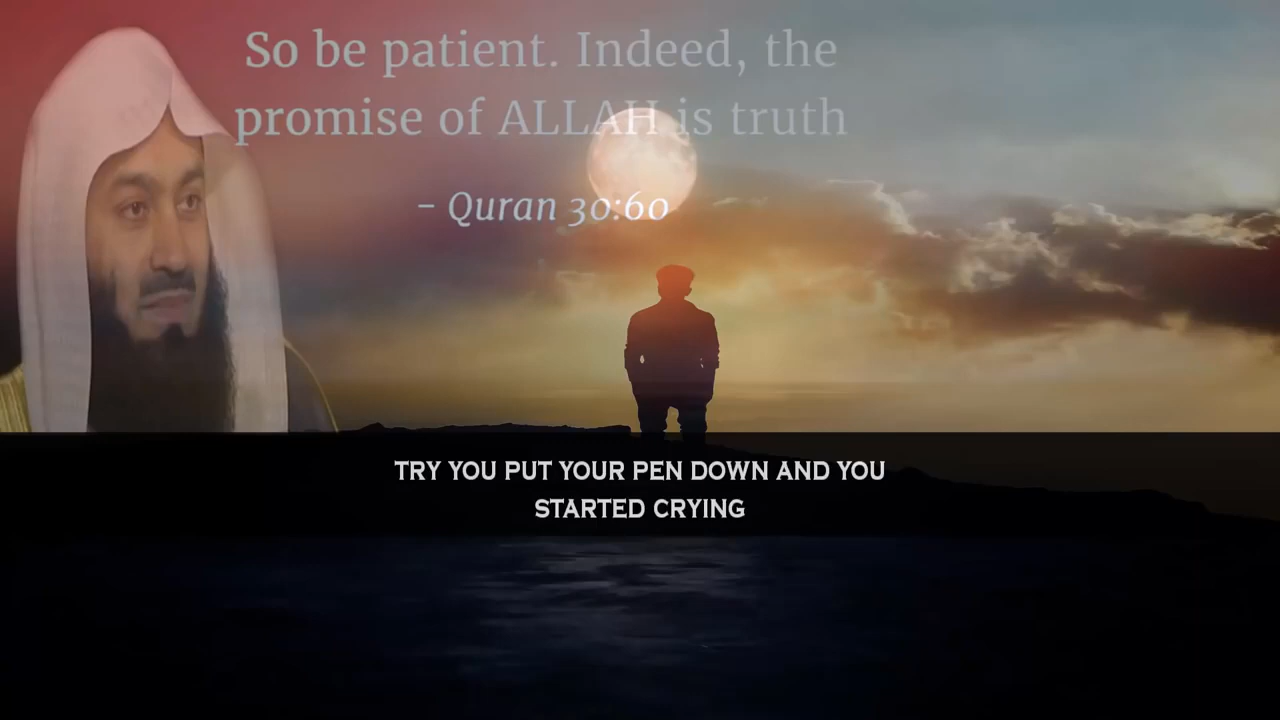 So be patient. Indeed, the
promise of ALLAH is truth
- Quran 30:60
TRY YOU PUT YOUR PEN DOWN AND YOU
STARTED CRYING